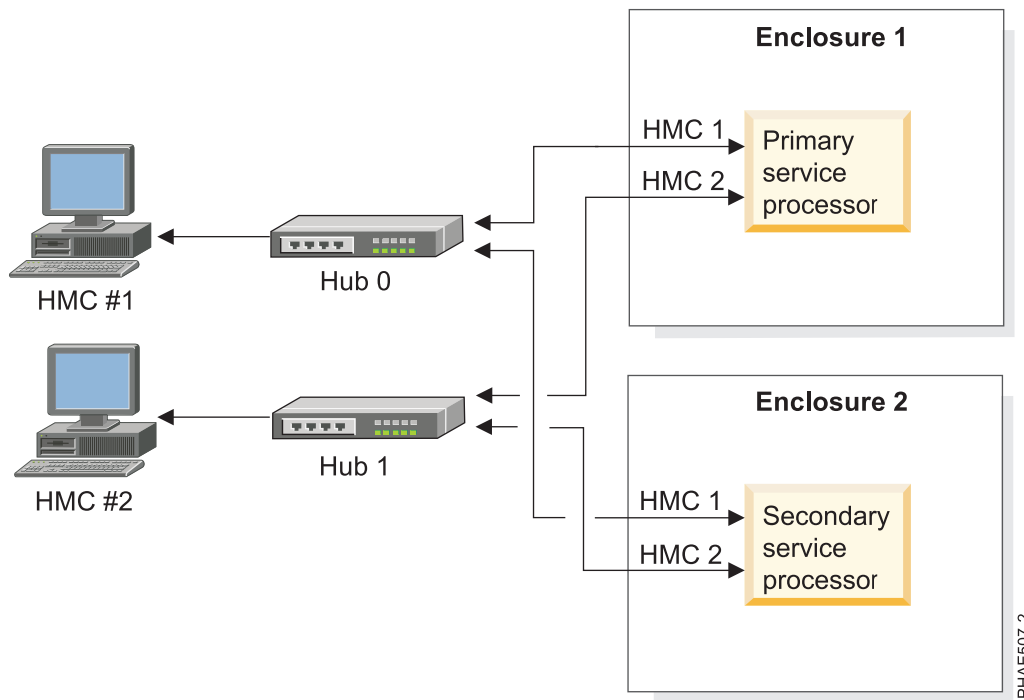 Enclosure 1
HMC 1
HMC 2
Primary
service
processor
HMC #1
Hub 0
HMC #2
Hub 1
Enclosure 2
HMC 1
HMC 2
Secondary
service
processor